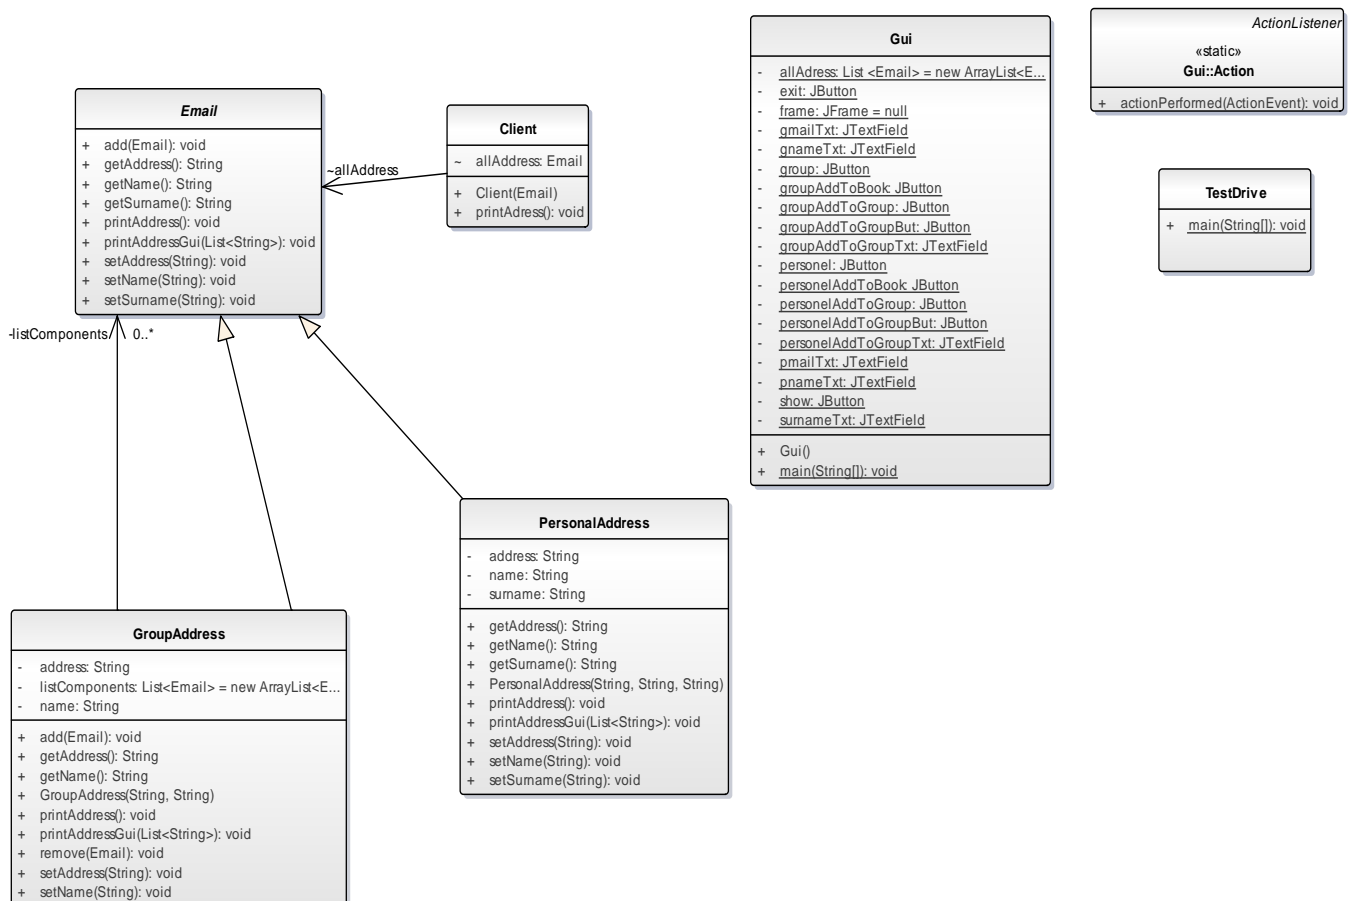 Email
+ add(Email): void
+ getAddress(): String
+ getName(): String
+ getSurname(): String
+ printAddress(): void
+ printAddressGui(List<String>): void
+ setAddress(String): void
+ setName(String): void
+ setSurname(String): void
-listComponents
0..*
~allAddress
Client
~ allAddress: Email
+ Client(Email)
+ printAdress(): void
Gui
- allAdress: List <Email> = new ArrayList<E...
- exit: JButton
- frame: JFrame = null
- gmailTxt: JTextField
- gnameTxt: JTextField
- group: JButton
- groupAddToBook: JButton
- groupAddToGroup: JButton
- groupAddToGroupBut: JButton
- groupAddToGroupTxt: JTextField
- personel: JButton
- personelAddToBook: JButton
- personelAddToGroup: JButton
- personelAddToGroupBut: JButton
- personelAddToGroupTxt: JTextField
- pmailTxt: JTextField
- pnameTxt: JTextField
- show: JButton
- surnameTxt: JTextField
+ Gui()
+ main(String[]): void
ActionListener
«static»
Gui::Action
+ actionPerformed(ActionEvent): void
TestDrive
+ main(String[]): void
GroupAddress
- address: String
- listComponents: List<Email> = new ArrayList<E...
- name: String
+ add(Email): void
+ getAddress(): String
+ getName(): String
+ GroupAddress(String, String)
+ printAddress(): void
+ printAddressGui(List<String>): void
+ remove(Email): void
+ setAddress(String): void
+ setName(String): void
PersonalAddress
- address: String
- name: String
- surname: String
+ getAddress(): String
+ getName(): String
+ getSurname(): String
+ PersonalAddress(String, String, String)
+ printAddress(): void
+ printAddressGui(List<String>): void
+ setAddress(String): void
+ setName(String): void
+ setSurname(String): void